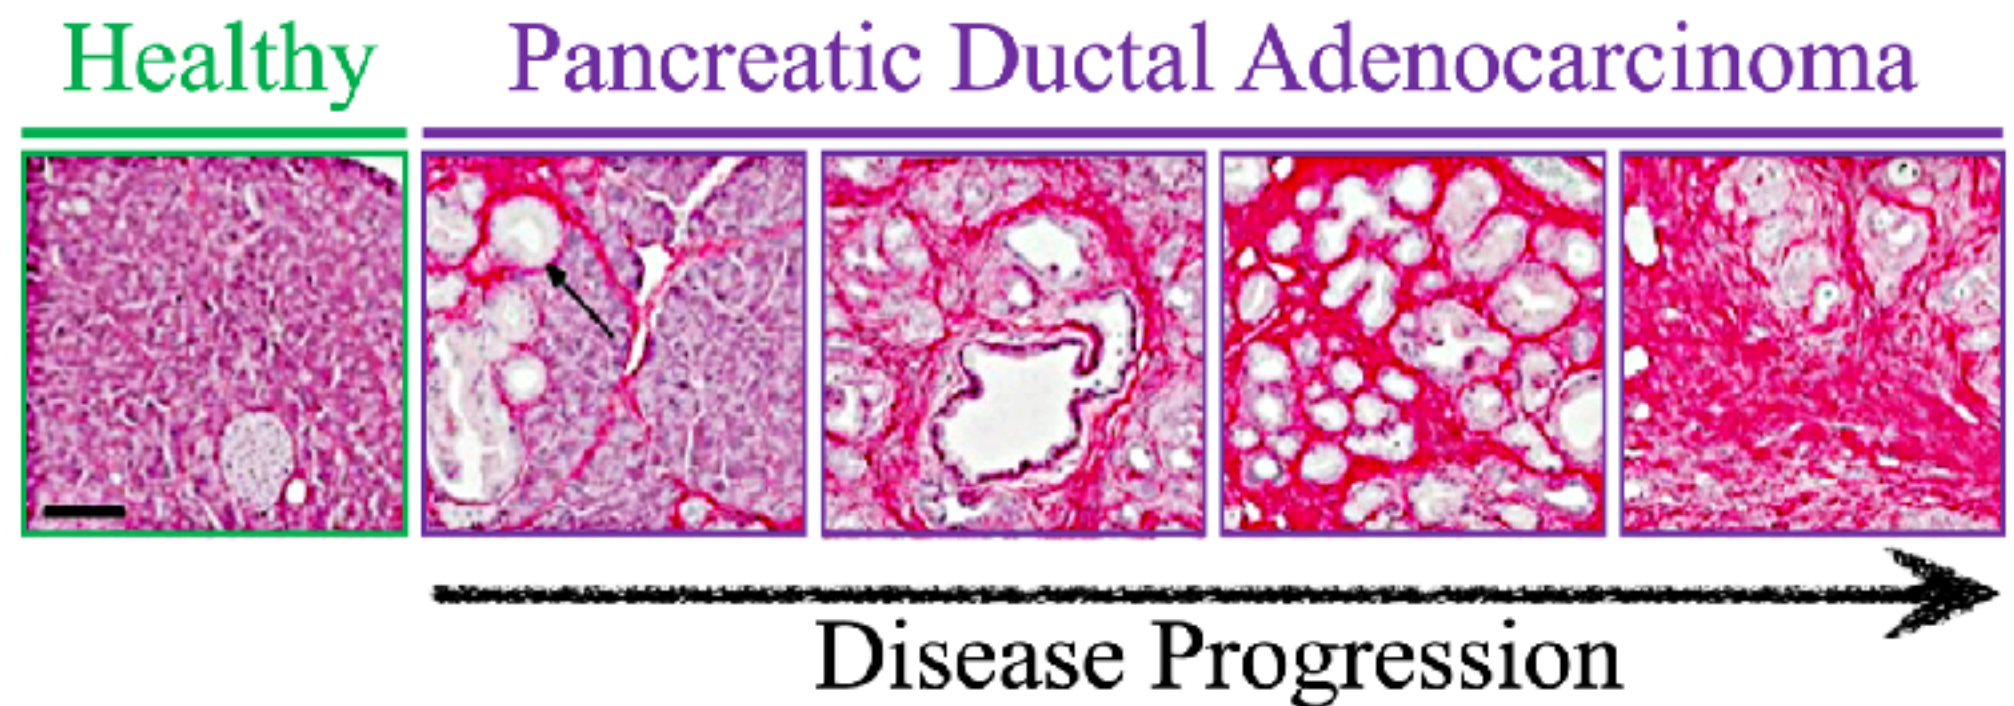 Healthy
Pancreatic Ductal Adenocarcinoma
Disease Progression